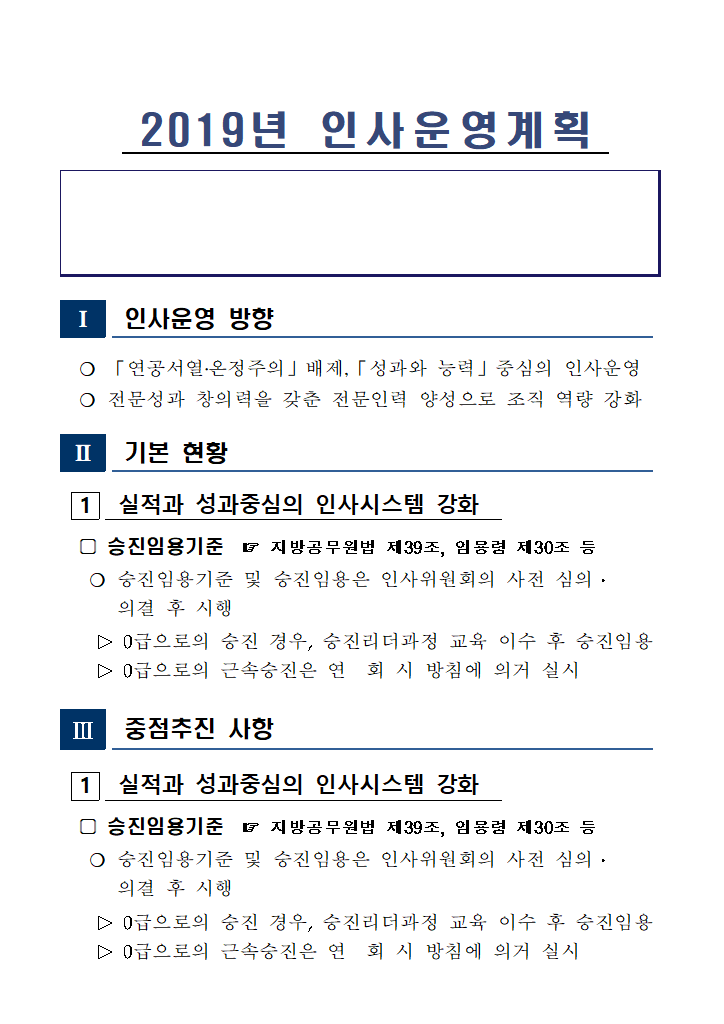 2019년 인사운영계획
Ⅰ 인사운영 방향
❍ 「연공서열·온정주의」배제,「성과와 능력」중심의 인사운영
❍ 전문성과 창의력을 갖춘 전문인력 양성으로 조직 역량 강화
Ⅱ 기본 현황
1 실적과 성과중심의 인사시스템 강화
▢ 승진임용기준 ☞ 지방공무원법 제39조, 임용령 제30조 등
❍ 승진임용기준 및 승진임용은 인사위원회의 사전 심의·
의결 후 시행
▷ 0급으로의 승진 경우, 승진리더과정 교육 이수 후 승진임용
▷ 0급으로의 근속승진은 연 회 시 방침에 의거 실시
Ⅲ 중점추진 사항
1 실적과 성과중심의 인사시스템 강화
▢ 승진임용기준 ☞ 지방공무원법 제39조, 임용령 제30조 등
❍ 승진임용기준 및 승진임용은 인사위원회의 사전 심의·
의결 후 시행
▷ 0급으로의 승진 경우, 승진리더과정 교육 이수 후 승진임용
▷ 0급으로의 근속승진은 연 회 시 방침에 의거 실시